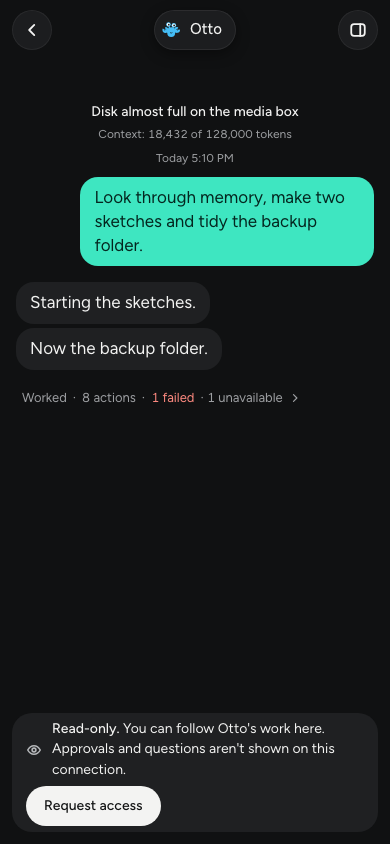 Otto
Disk almost full on the media box
Context: 18,432 of 128,000 tokens
Today 5:10 PM
Look through memory, make two
sketches and tidy the backup
folder.
Starting the sketches.
Now the backup folder.
Worked · 8 actions · 1 failed · 1 unavailable
Read-only. You can follow Otto's work here.
Approvals and questions aren't shown on this
connection.
Request access